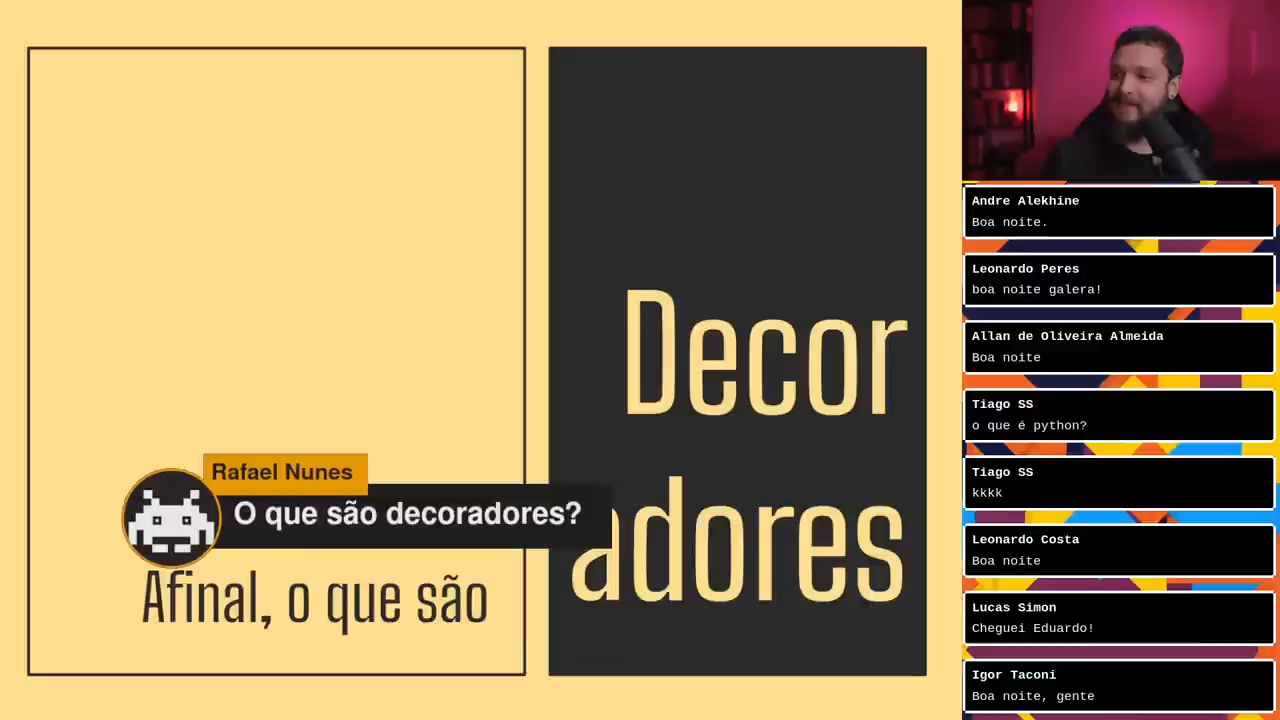 Decor
adores
Rafael Nunes
O que são decoradores?
Afinal, o que são
Andre Alekhine
Boa noite.
Leonardo Peres
boa noite galera!
Allan de Oliveira Almeida
Boa noite
Tiago SS
o que é python?
Tiago SS
kkkk
Leonardo Costa
Boa noite
Lucas Simon
Cheguei Eduardo!
Igor Taconi
Boa noite, gente